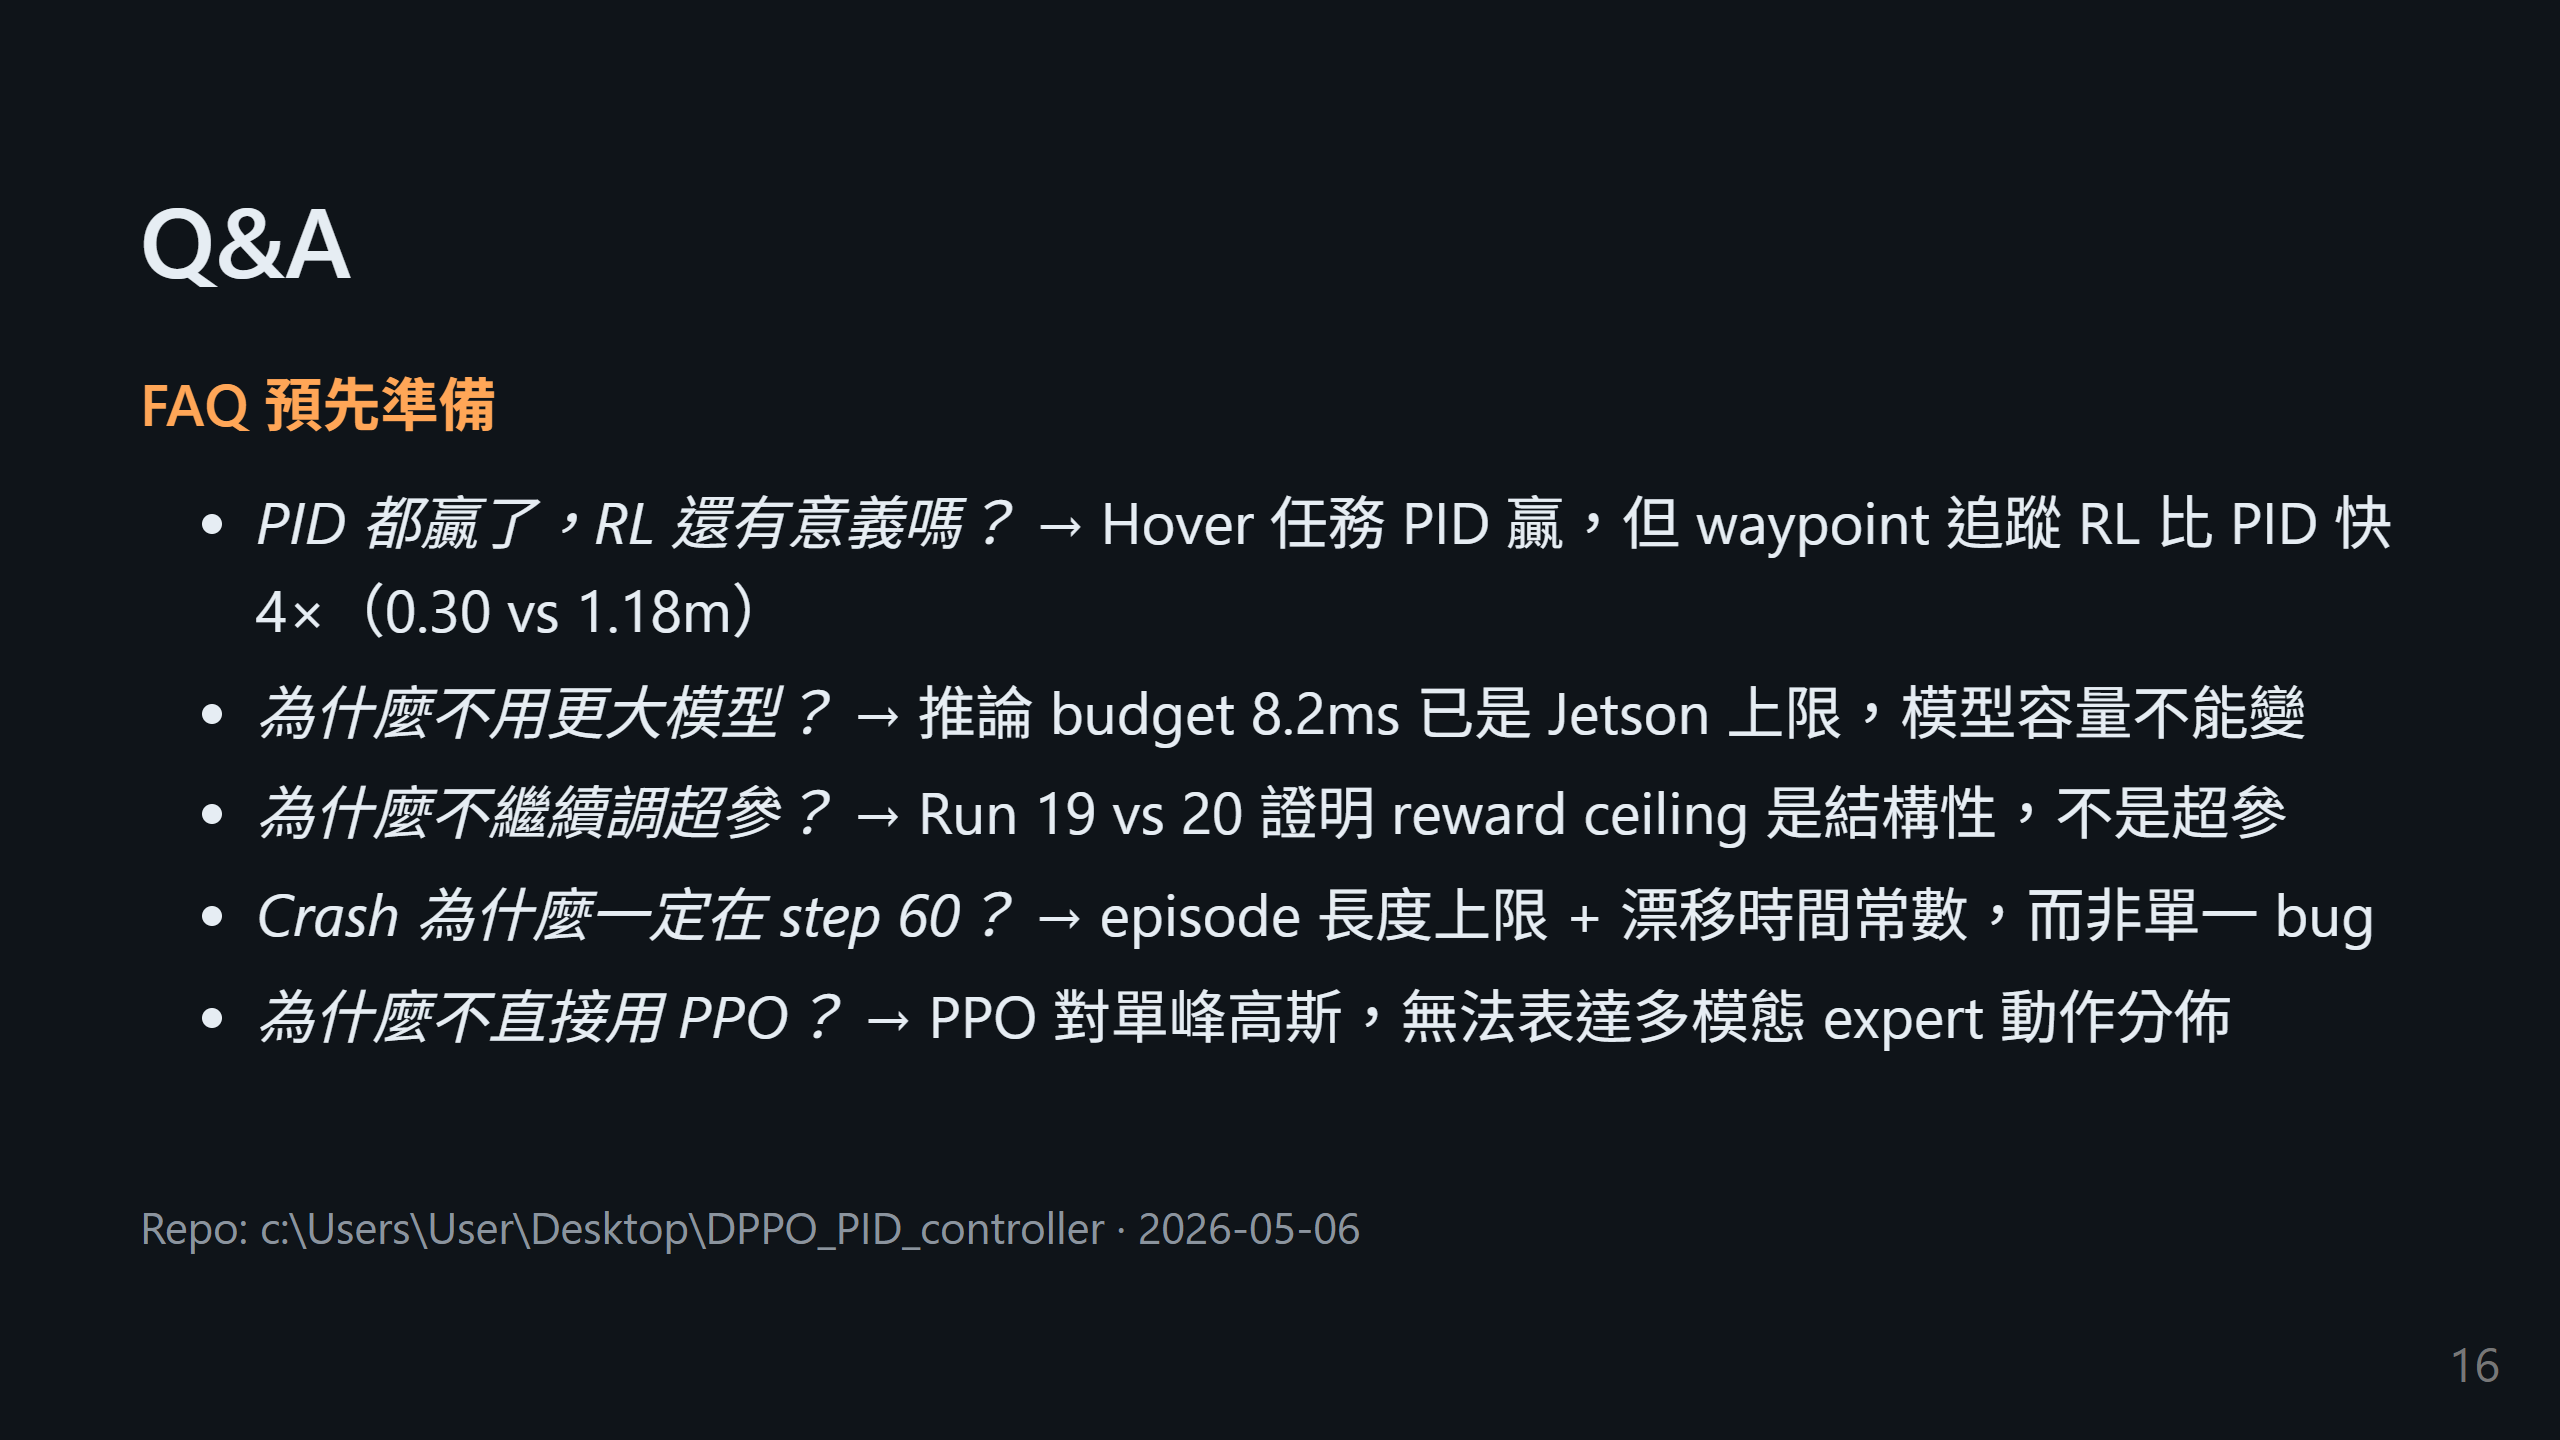 Q&A
FAQ 預先準備
• PID 都贏了，RL 還有意義嗎？ → Hover 任務 PID 贏，但 waypoint 追蹤 RL 比 PID 快
4×（0.30 vs 1.18m）
• 為什麼不用更大模型？ → 推論 budget 8.2ms 已是 Jetson 上限，模型容量不能變
• 為什麼不繼續調超參？ → Run 19 vs 20 證明 reward ceiling 是結構性，不是超參
• Crash 為什麼一定在 step 60？ → episode 長度上限 + 漂移時間常數，而非單一 bug
• 為什麼不直接用 PPO？ → PPO 對單峰高斯，無法表達多模態 expert 動作分佈
Repo: c:\Users\User\Desktop\DPPO_PID_controller · 2026-05-06
16